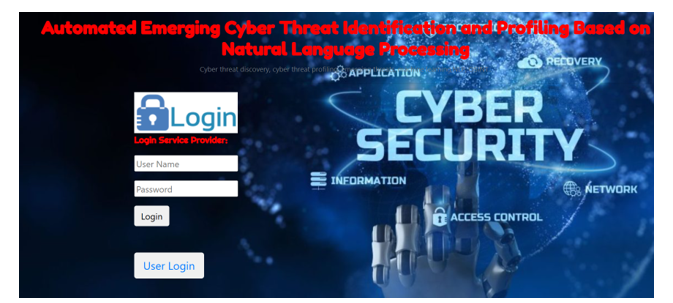 Automated Emerging Cyber Threat Identification and Profiling Based on
Natural Language Processing
Cyber threat discovery, cyber threat profiling
APPLICATION
RECOVERY
CYBER
SECURITY
Login
Login Service Provider:
User Name
Password
Login
INFORMATION
NETWORK
ACCESS CONTROL
User Login